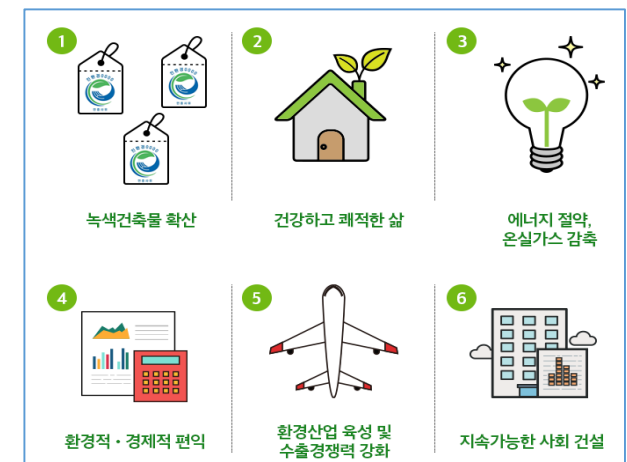 1
2
3
녹색건축물 확산
건강하고 쾌적한 삶
에너지 절약,
온실가스 감축
4
5
6
환경적 · 경제적 편익
환경산업 육성 및
수출경쟁력 강화
지속가능한 사회 건설